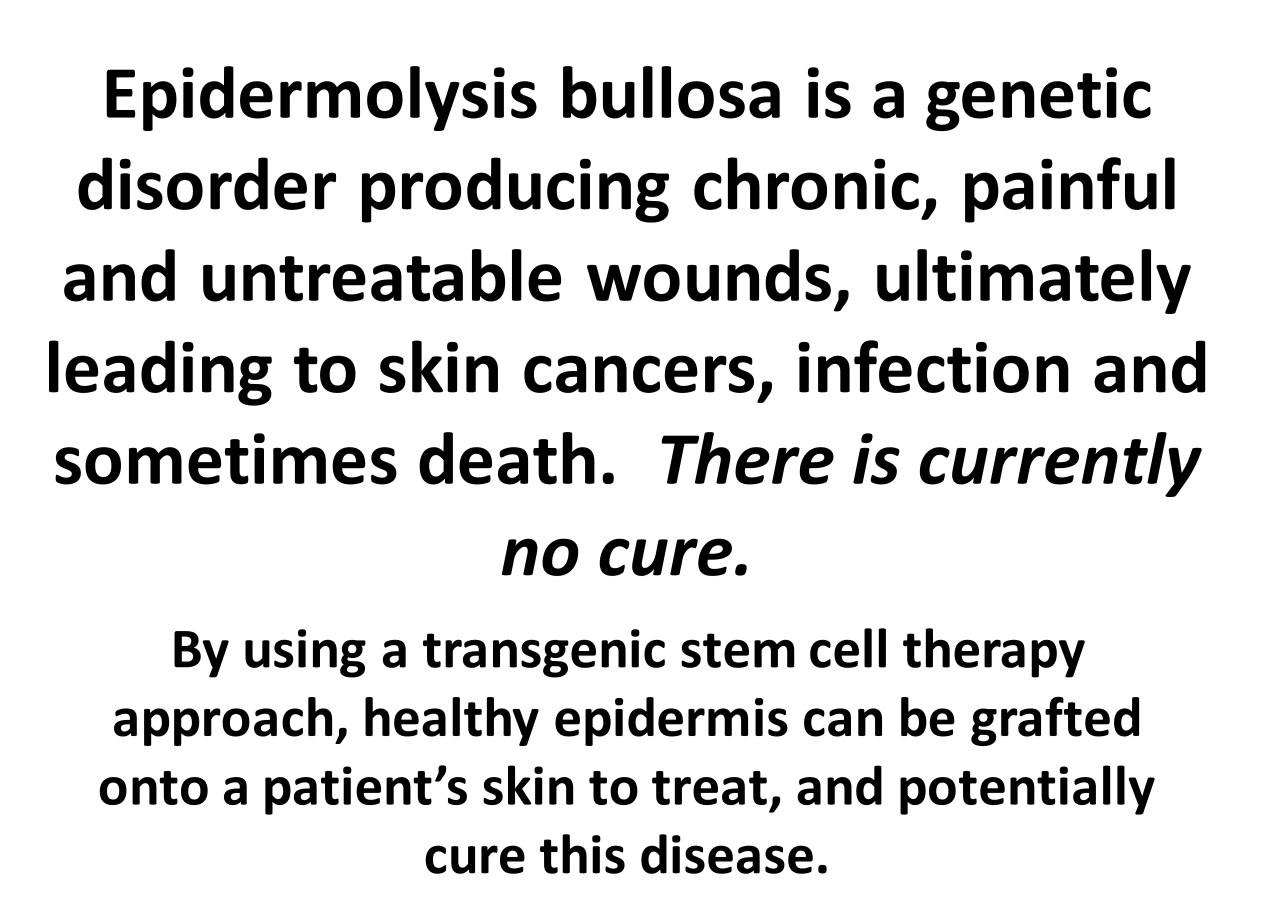 Epidermolysis bullosa is a genetic
disorder producing chronic, painful
and untreatable wounds, ultimately
leading to skin cancers, infection and
sometimes death.  There is currently
no cure.
By using a transgenic stem cell therapy
approach, healthy epidermis can be grafted
onto a patient’s skin to treat, and potentially
cure this disease.